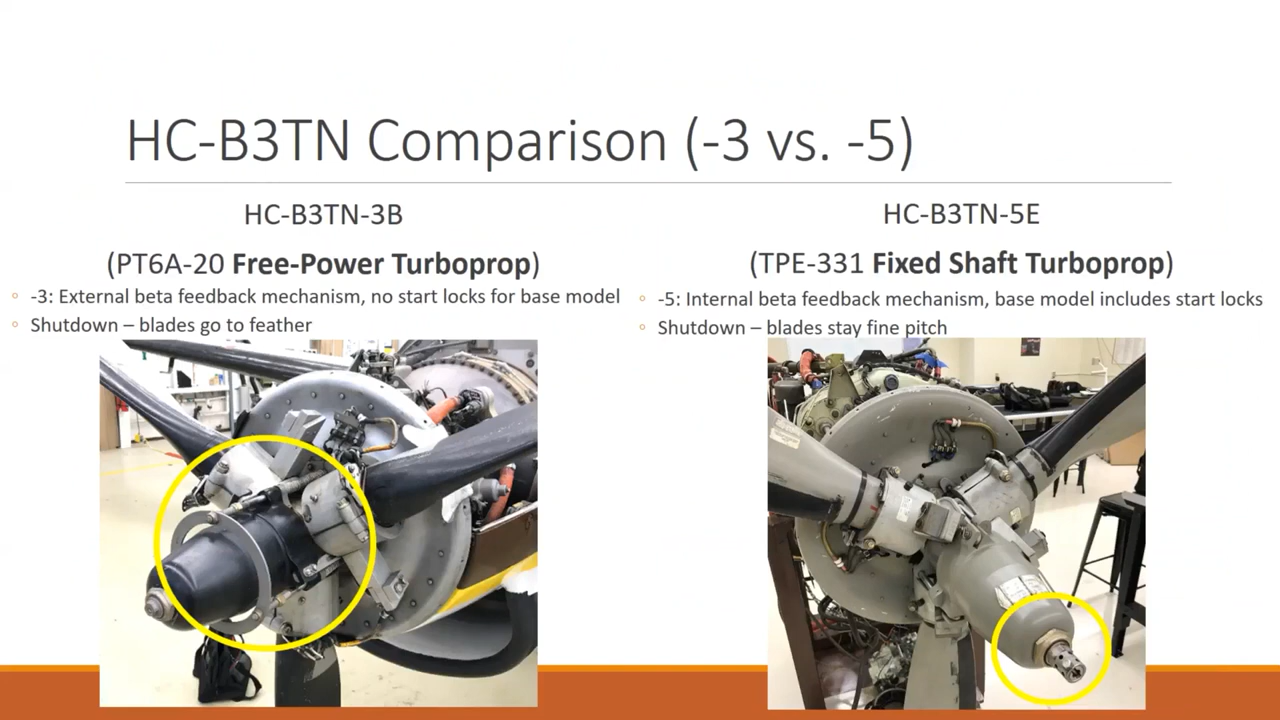 HC-B3TN Comparison (-3 vs. -5)
HC-B3TN-3B
(PT6A-20 Free-Power Turboprop)
◦ -3: External beta feedback mechanism, no start locks for base model
◦ Shutdown – blades go to feather
HC-B3TN-5E
(TPE-331 Fixed Shaft Turboprop)
◦ -5: Internal beta feedback mechanism, base model includes start locks
◦ Shutdown – blades stay fine pitch